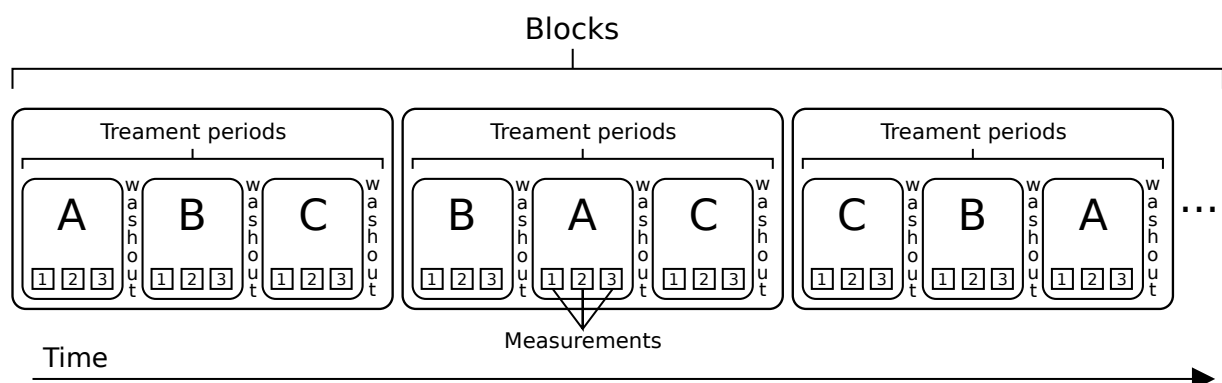 Blocks
Treament periods Treament periods Treament periods
A washout B washout C washout B washout A washout C washout C washout B washout A washout ...
1 2 3 1 2 3 1 2 3 1 2 3 1 2 3 1 2 3 1 2 3 1 2 3 1 2 3
Measurements
Time